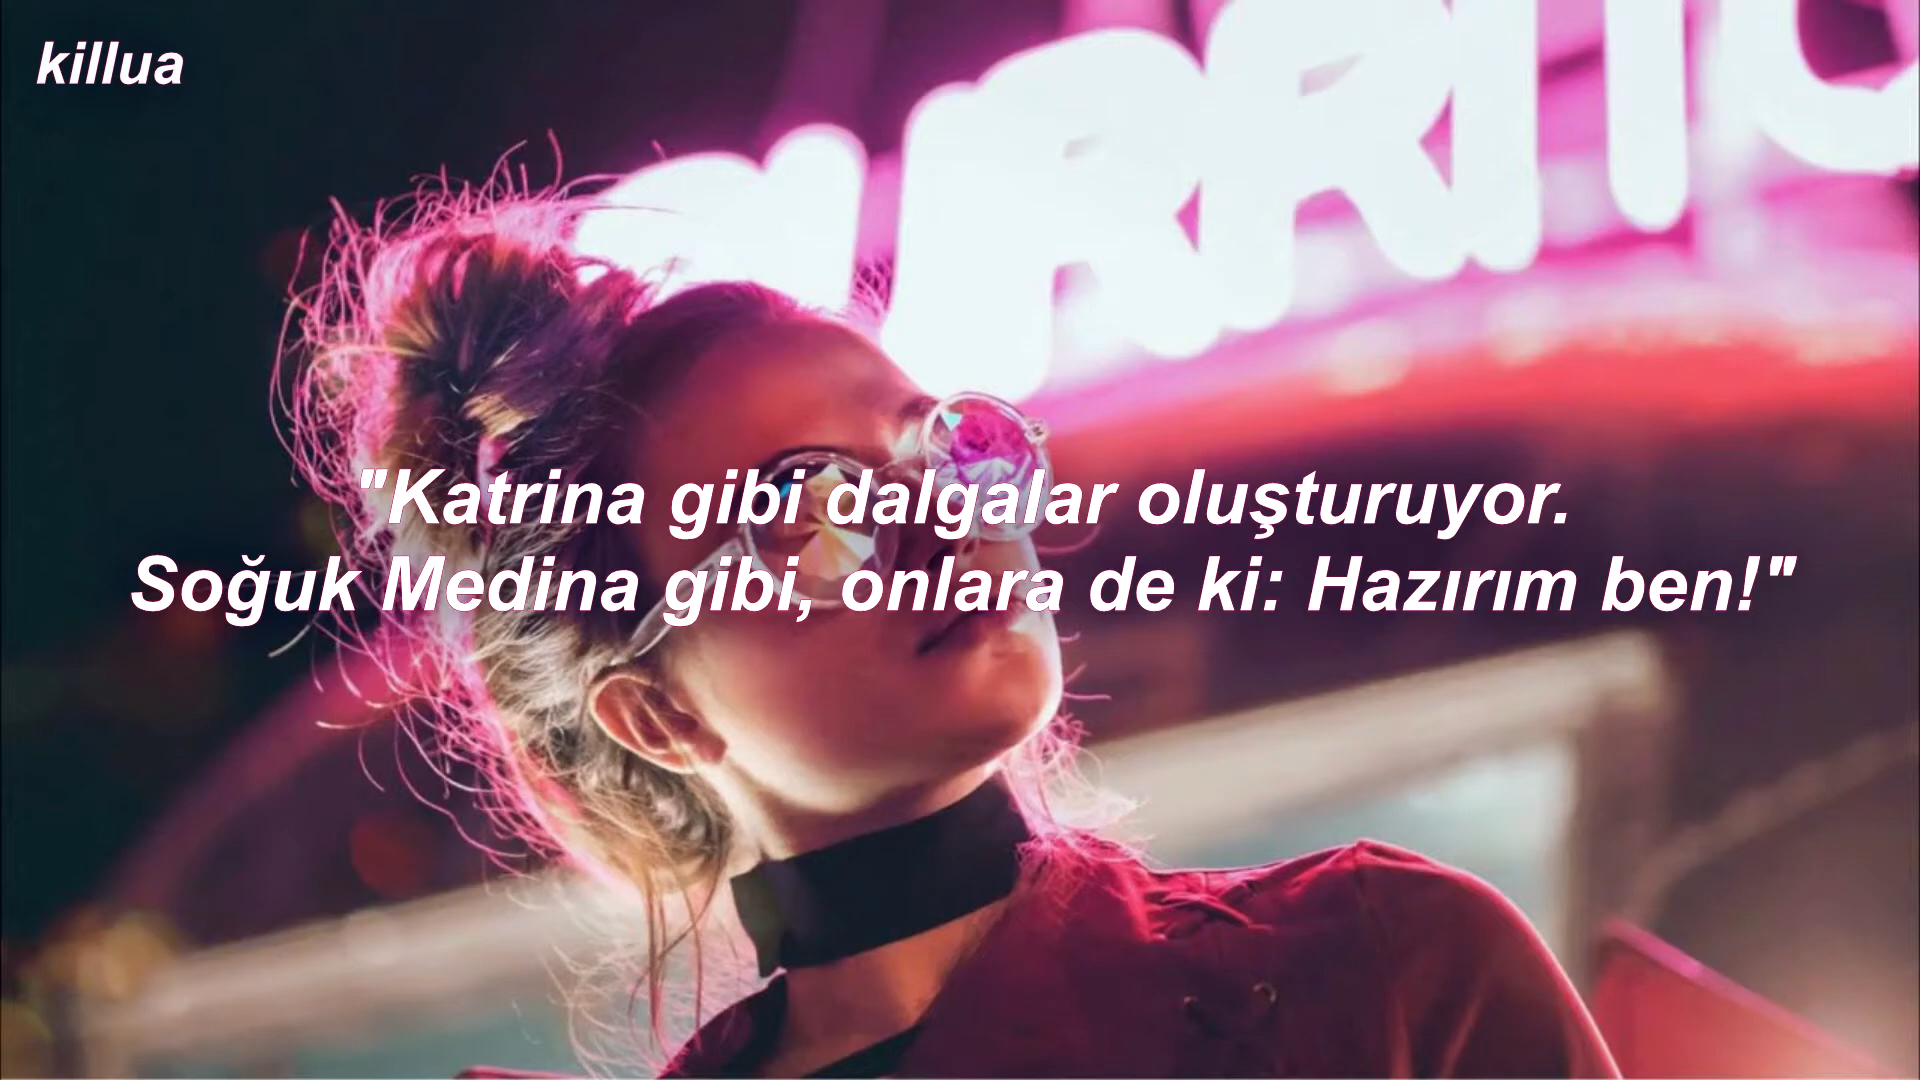 killua
"Katrina gibi dalgalar oluşturuyor.
Soğuk Medina gibi, onlara de ki: Hazırım ben!"